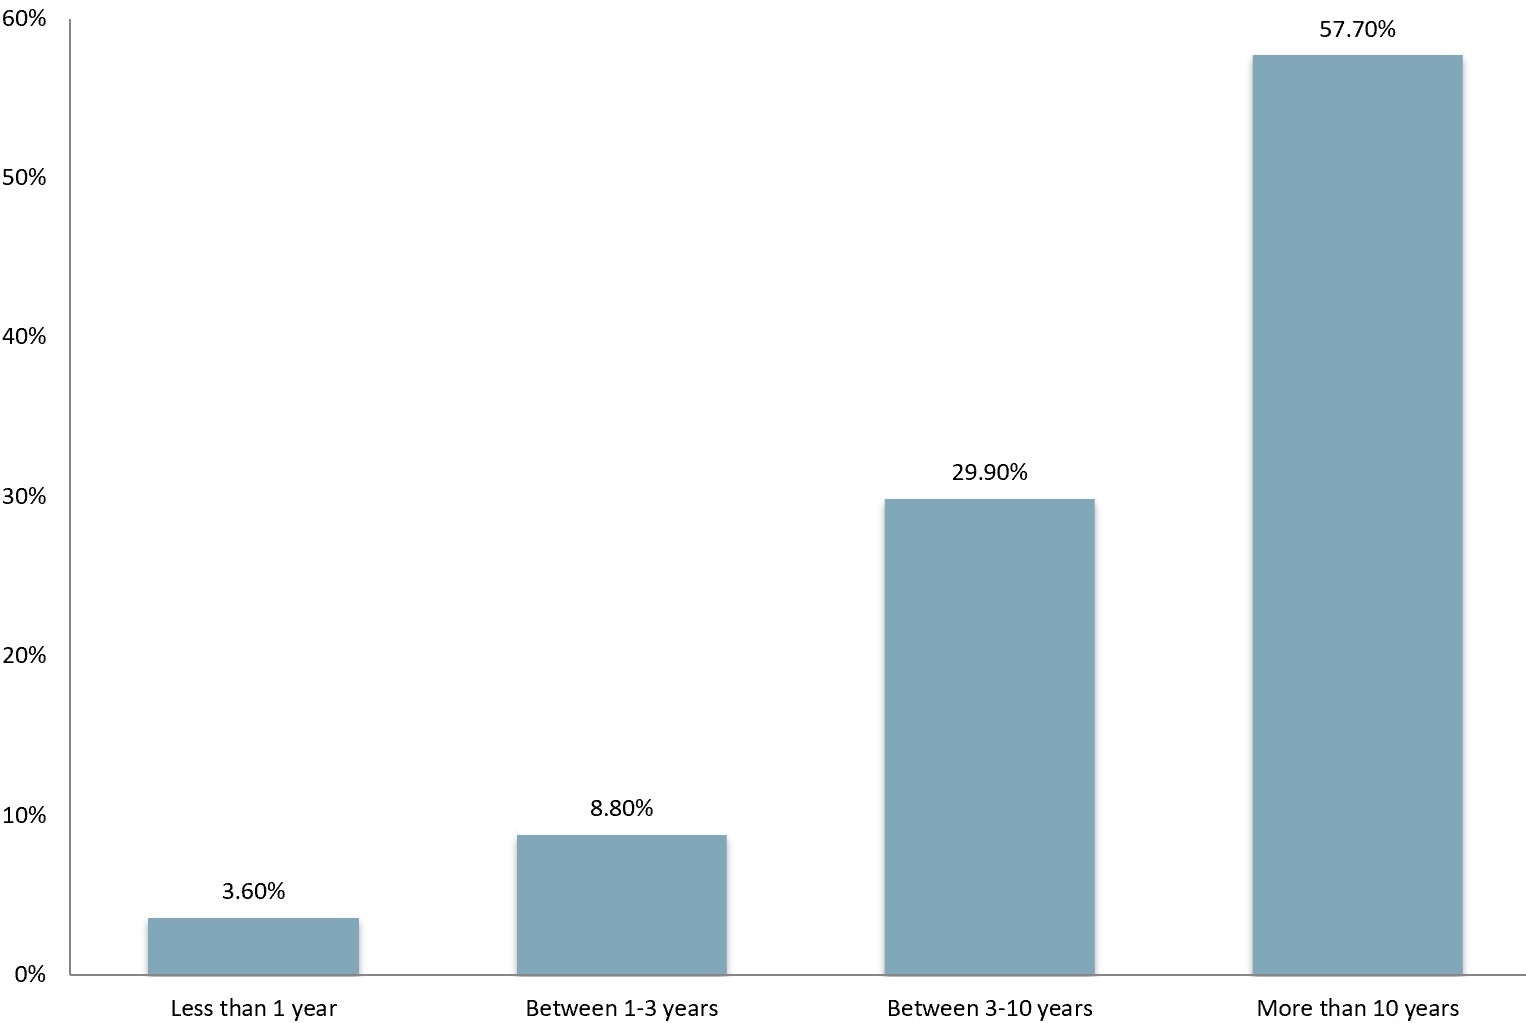 60%
57.70%
50%
40%
30%
29.90%
20%
10%
8.80%
3.60%
0%
Less than 1 year
Between 1-3 years
Between 3-10 years
More than 10 years